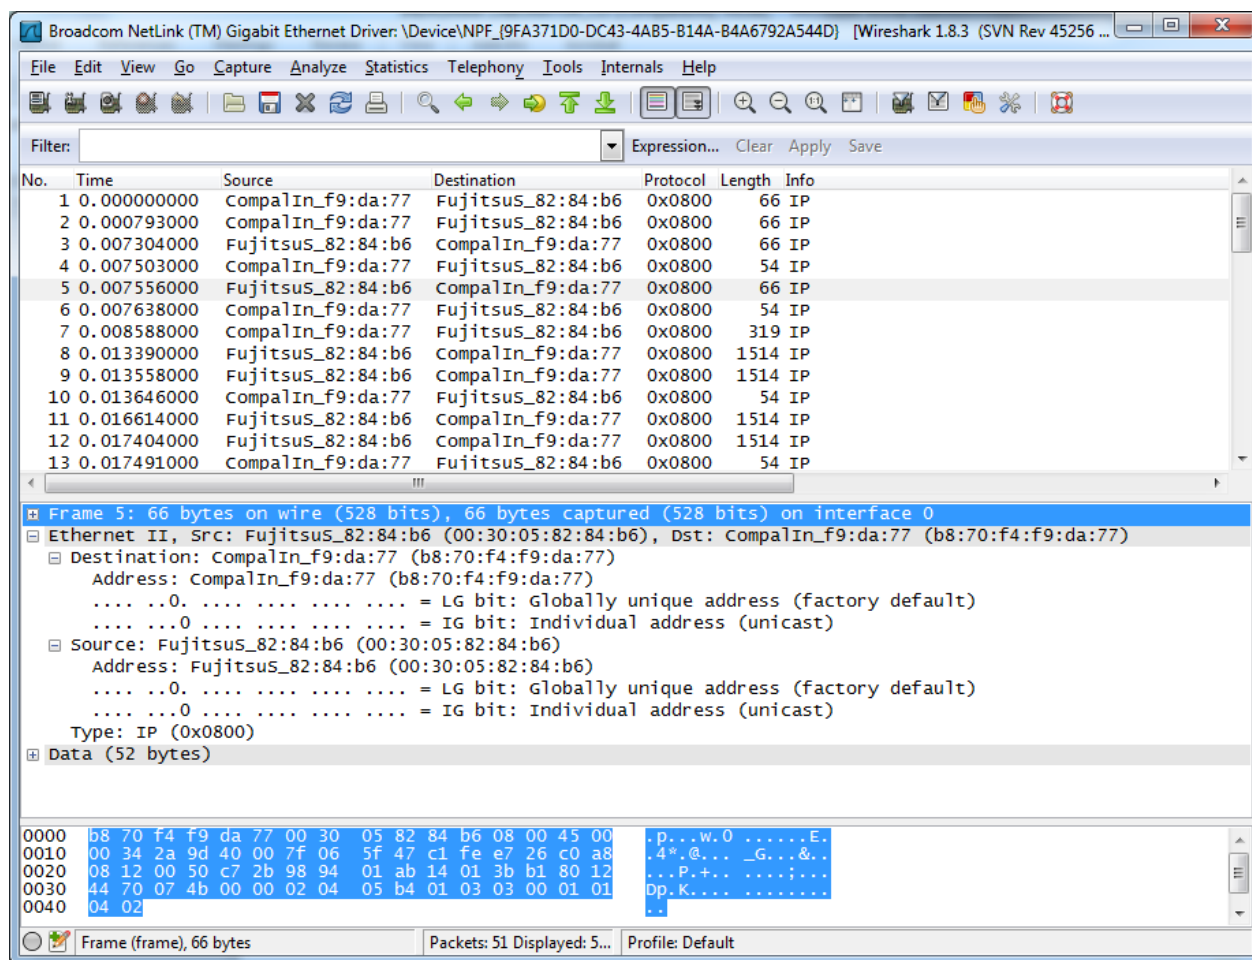 Broadcom NetLink (TM) Gigabit Ethernet Driver: \Device\NPF_{9FA371D0-DC43-4AB5-B14A-B4A6792A544D} [Wireshark 1.8.3 (SVN Rev 45256 ...
File Edit View Go Capture Analyze Statistics Telephony Tools Internals Help
Filter: Expression... Clear Apply Save
No. Time Source Destination Protocol Length Info
1 0.000000000 CompalIn_f9:da:77 FujitsuS_82:84:b6 0x0800 66 IP
2 0.000793000 CompalIn_f9:da:77 FujitsuS_82:84:b6 0x0800 66 IP
3 0.007304000 FujitsuS_82:84:b6 CompalIn_f9:da:77 0x0800 66 IP
4 0.007503000 CompalIn_f9:da:77 FujitsuS_82:84:b6 0x0800 54 IP
5 0.007556000 FujitsuS_82:84:b6 CompalIn_f9:da:77 0x0800 66 IP
6 0.007638000 CompalIn_f9:da:77 FujitsuS_82:84:b6 0x0800 54 IP
7 0.008588000 CompalIn_f9:da:77 FujitsuS_82:84:b6 0x0800 319 IP
8 0.013390000 FujitsuS_82:84:b6 CompalIn_f9:da:77 0x0800 1514 IP
9 0.013558000 FujitsuS_82:84:b6 CompalIn_f9:da:77 0x0800 1514 IP
10 0.013646000 CompalIn_f9:da:77 FujitsuS_82:84:b6 0x0800 54 IP
11 0.016614000 FujitsuS_82:84:b6 CompalIn_f9:da:77 0x0800 1514 IP
12 0.017404000 FujitsuS_82:84:b6 CompalIn_f9:da:77 0x0800 1514 IP
13 0.017491000 CompalIn_f9:da:77 FujitsuS_82:84:b6 0x0800 54 IP
Frame 5: 66 bytes on wire (528 bits), 66 bytes captured (528 bits) on interface 0
Ethernet II, Src: FujitsuS_82:84:b6 (00:30:05:82:84:b6), Dst: CompalIn_f9:da:77 (b8:70:f4:f9:da:77)
Destination: CompalIn_f9:da:77 (b8:70:f4:f9:da:77)
Address: CompalIn_f9:da:77 (b8:70:f4:f9:da:77)
.... ..0. .... .... .... .... = LG bit: Globally unique address (factory default)
.... ...0 .... .... .... .... = IG bit: Individual address (unicast)
Source: FujitsuS_82:84:b6 (00:30:05:82:84:b6)
Address: FujitsuS_82:84:b6 (00:30:05:82:84:b6)
.... ..0. .... .... .... .... = LG bit: Globally unique address (factory default)
.... ...0 .... .... .... .... = IG bit: Individual address (unicast)
Type: IP (0x0800)
Data (52 bytes)
0000 b8 70 f4 f9 da 77 00 30 05 82 84 b6 08 00 45 00 .p...w.0 ......E.
0010 00 34 2a 9d 40 00 7f 06 5f 47 c1 fe e7 26 c0 a8 .4*.@... _G...&..
0020 08 12 00 50 c7 2b 98 94 01 ab 14 01 3b b1 80 12 ...P.+.. ....;...
0030 44 70 07 4b 00 00 02 04 05 b4 01 03 03 00 01 01 Dp.K.... ........
0040 04 02 ..
Frame (frame), 66 bytes Packets: 51 Displayed: 5... Profile: Default